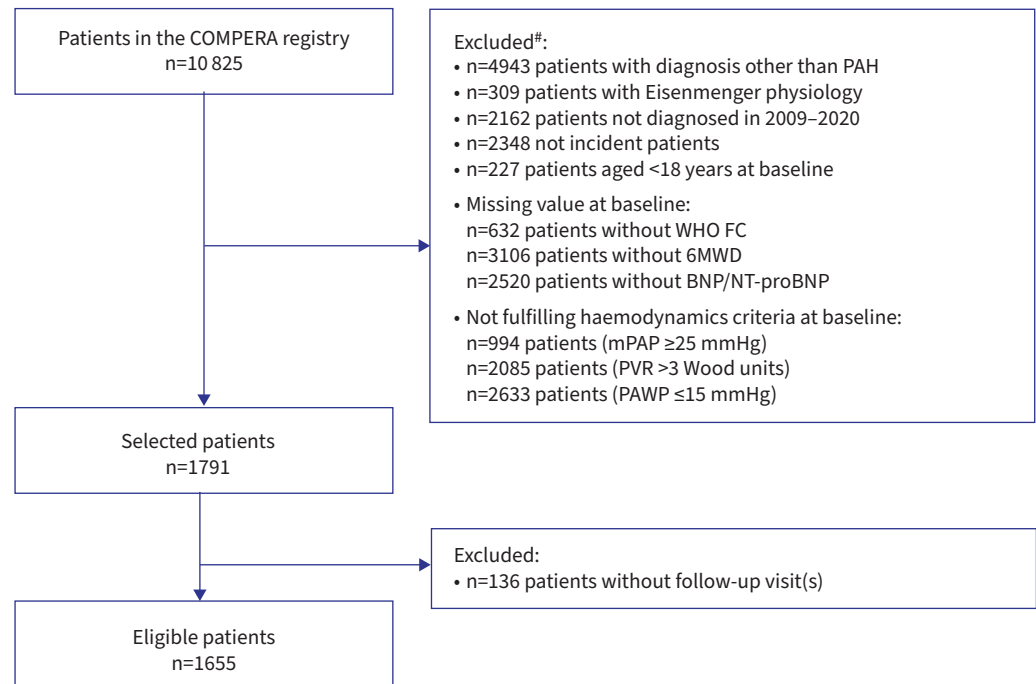 Patients in the COMPERA registry
n=10 825
Excluded#:
• n=4943 patients with diagnosis other than PAH
• n=309 patients with Eisenmenger physiology
• n=2162 patients not diagnosed in 2009–2020
• n=2348 not incident patients
• n=227 patients aged <18 years at baseline
• Missing value at baseline:
n=632 patients without WHO FC
n=3106 patients without 6MWD
n=2520 patients without BNP/NT-proBNP
• Not fulfilling haemodynamics criteria at baseline:
n=994 patients (mPAP ≥25 mmHg)
n=2085 patients (PVR >3 Wood units)
n=2633 patients (PAWP ≤15 mmHg)
Selected patients
n=1791
Excluded:
• n=136 patients without follow-up visit(s)
Eligible patients
n=1655